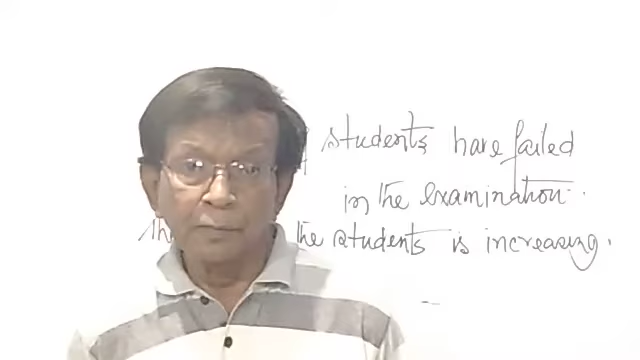 students have failed
in the examination.
the students is increasing.